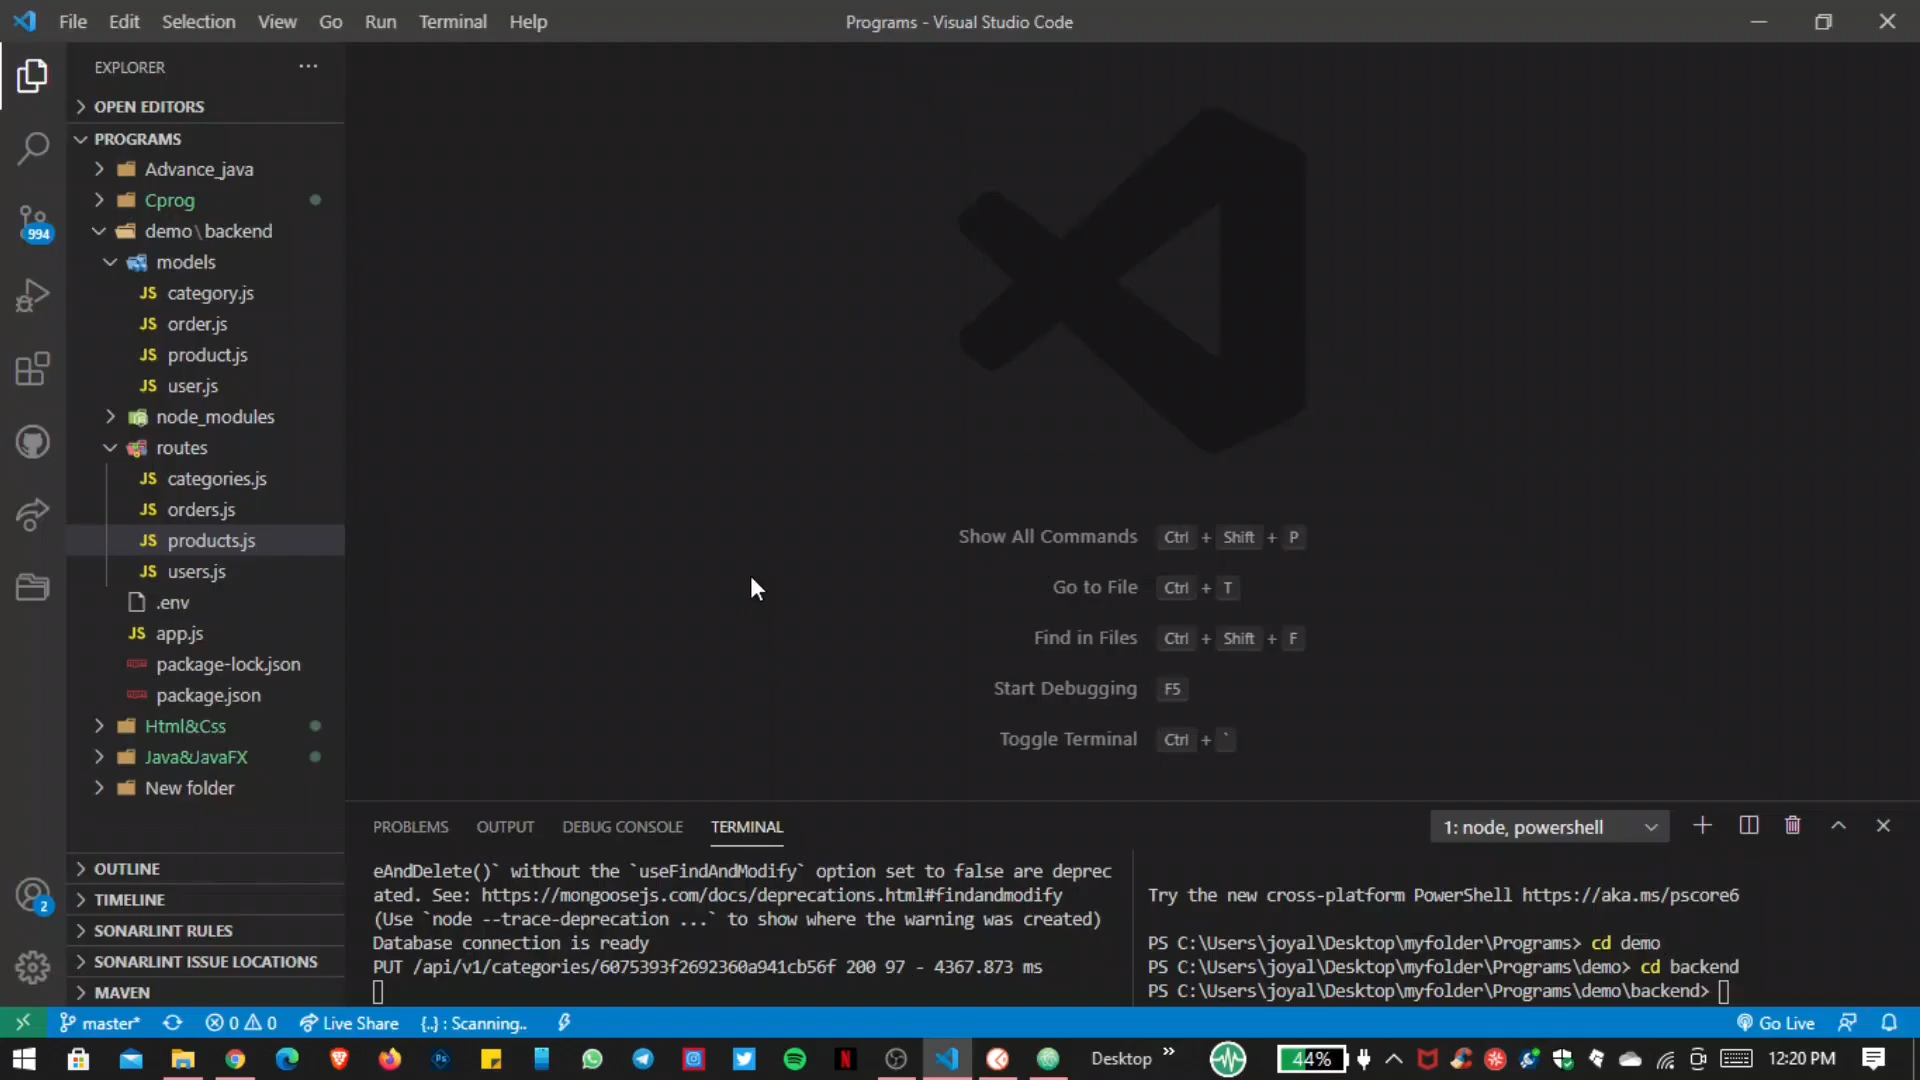 File Edit Selection View Go Run Terminal Help
Programs - Visual Studio Code
EXPLORER
OPEN EDITORS
PROGRAMS
Advance_java
Cprog
994
demo\backend
models
JS category.js
JS order.js
JS product.js
JS user.js
node_modules
routes
JS categories.js
JS orders.js
JS products.js
JS users.js
.env
JS app.js
package-lock.json
package.json
Html&Css
Java&JavaFX
New folder
OUTLINE
TIMELINE
2
SONARLINT RULES
SONARLINT ISSUE LOCATIONS
MAVEN
Show All Commands Ctrl + Shift + P
Go to File Ctrl + T
Find in Files Ctrl + Shift + F
Start Debugging F5
Toggle Terminal Ctrl + `
PROBLEMS OUTPUT DEBUG CONSOLE TERMINAL
1: node, powershell
eAndDelete()` without the `useFindAndModify` option set to false are deprec
ated. See: https://mongoosejs.com/docs/deprecations.html#findandmodify
(Use `node --trace-deprecation ...` to show where the warning was created)
Database connection is ready
PUT /api/v1/categories/6075393f2692360a941cb56f 200 97 - 4367.873 ms
Try the new cross-platform PowerShell https://aka.ms/pscore6
PS C:\Users\joyal\Desktop\myfolder\Programs> cd demo
PS C:\Users\joyal\Desktop\myfolder\Programs\demo> cd backend
PS C:\Users\joyal\Desktop\myfolder\Programs\demo\backend>
master* 0 0 Live Share {..} : Scanning..
Go Live
Desktop » 44% 12:20 PM